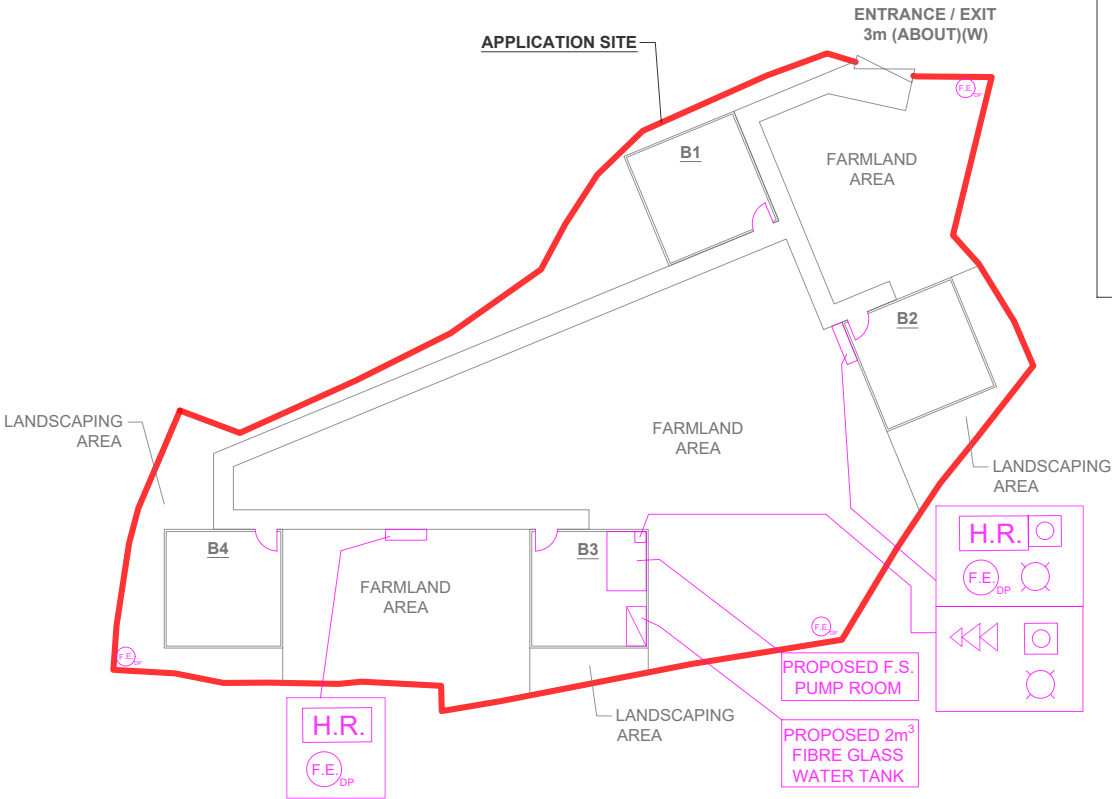 ENTRANCE / EXIT
3m (ABOUT)(W)
APPLICATION SITE
F.E.
DP
B1
FARMLAND
AREA
B2
LANDSCAPING
AREA
FARMLAND
AREA
LANDSCAPING
AREA
B4
B3
FARMLAND
AREA
H.R.
F.E.
DP
F.E.
DP
F.E.
DP
PROPOSED F.S.
PUMP ROOM
LANDSCAPING
AREA
H.R.
F.E.
DP
PROPOSED 2m³
FIBRE GLASS
WATER TANK